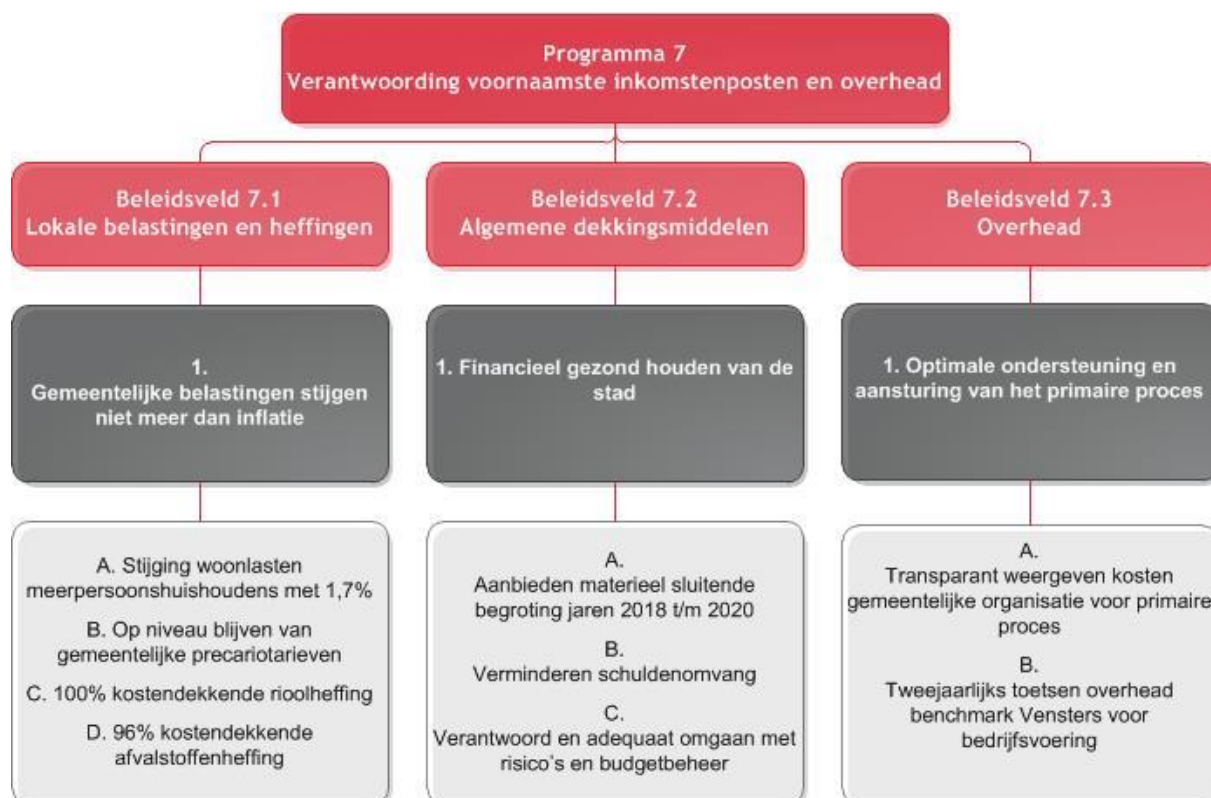 Programma 7
Verantwoording voornaamste inkomstenposten en overhead
Beleidsveld 7.1
Lokale belastingen en heffingen
1.
Gemeentelijke belastingen stijgen
niet meer dan inflatie
A. Stijging woonlasten
meerpersoonshuishoudens met 1,7%
B. Op niveau blijven van
gemeentelijke precariotarieven
C. 100% kostendekkende rioolheffing
D. 96% kostendekkende
afvalstoffenheffing
Beleidsveld 7.2
Algemene dekkingsmiddelen
1. Financieel gezond houden van de
stad
A.
Aanbieden materieel sluitende
begroting jaren 2018 t/m 2020
B.
Verminderen schuldenomvang
C.
Verantwoord en adequaat omgaan met
risico's en budgetbeheer
Beleidsveld 7.3
Overhead
1. Optimale ondersteuning en
aansturing van het primaire proces
A.
Transparant weergeven kosten
gemeentelijke organisatie voor primaire
proces
B.
Tweejaarlijks toetsen overhead
benchmark Vensters voor
bedrijfsvoering